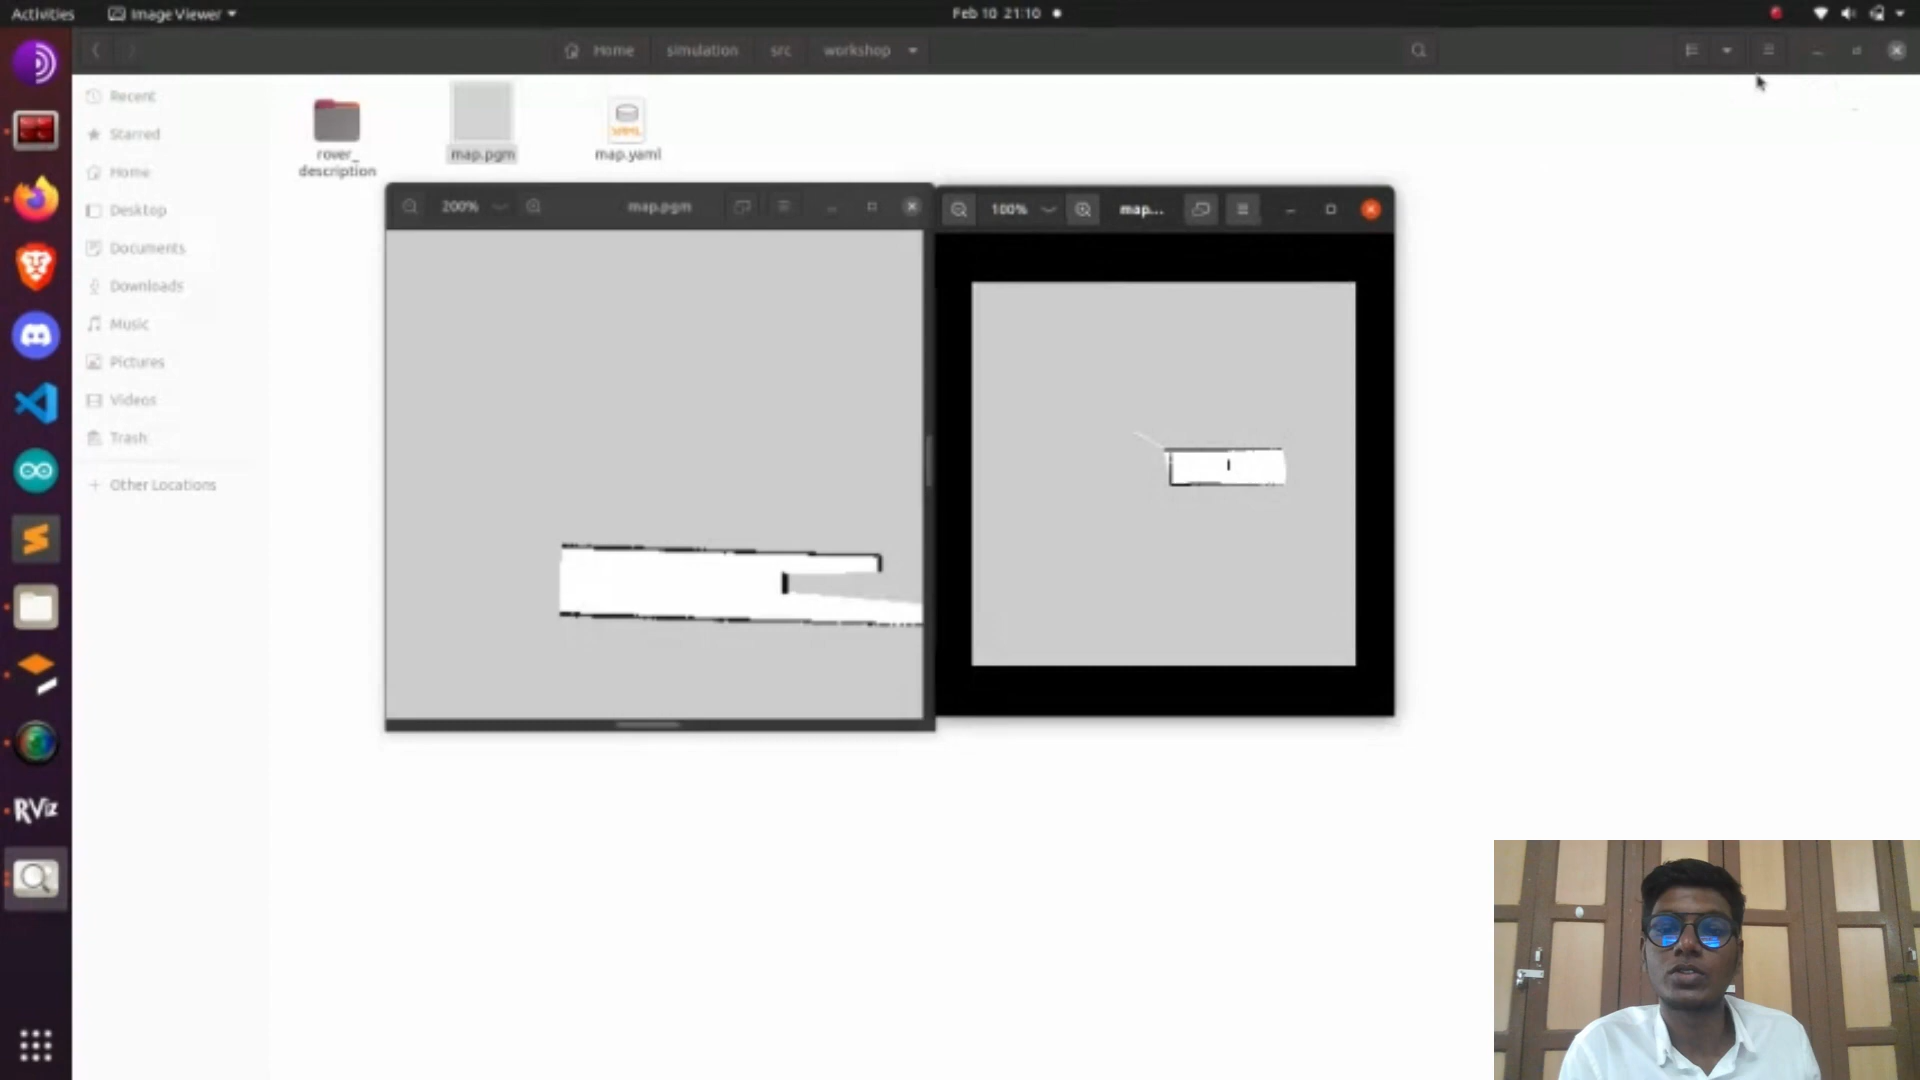 Activities
Image Viewer
Feb 10 21:10
Home
simulation
src
workshop
Recent
Starred
Home
Desktop
Documents
Downloads
Music
Pictures
Videos
Trash
Other Locations
rover_
description
map.pgm
YAML
map.yaml
200%
map.pgm
100%
map...
RViz